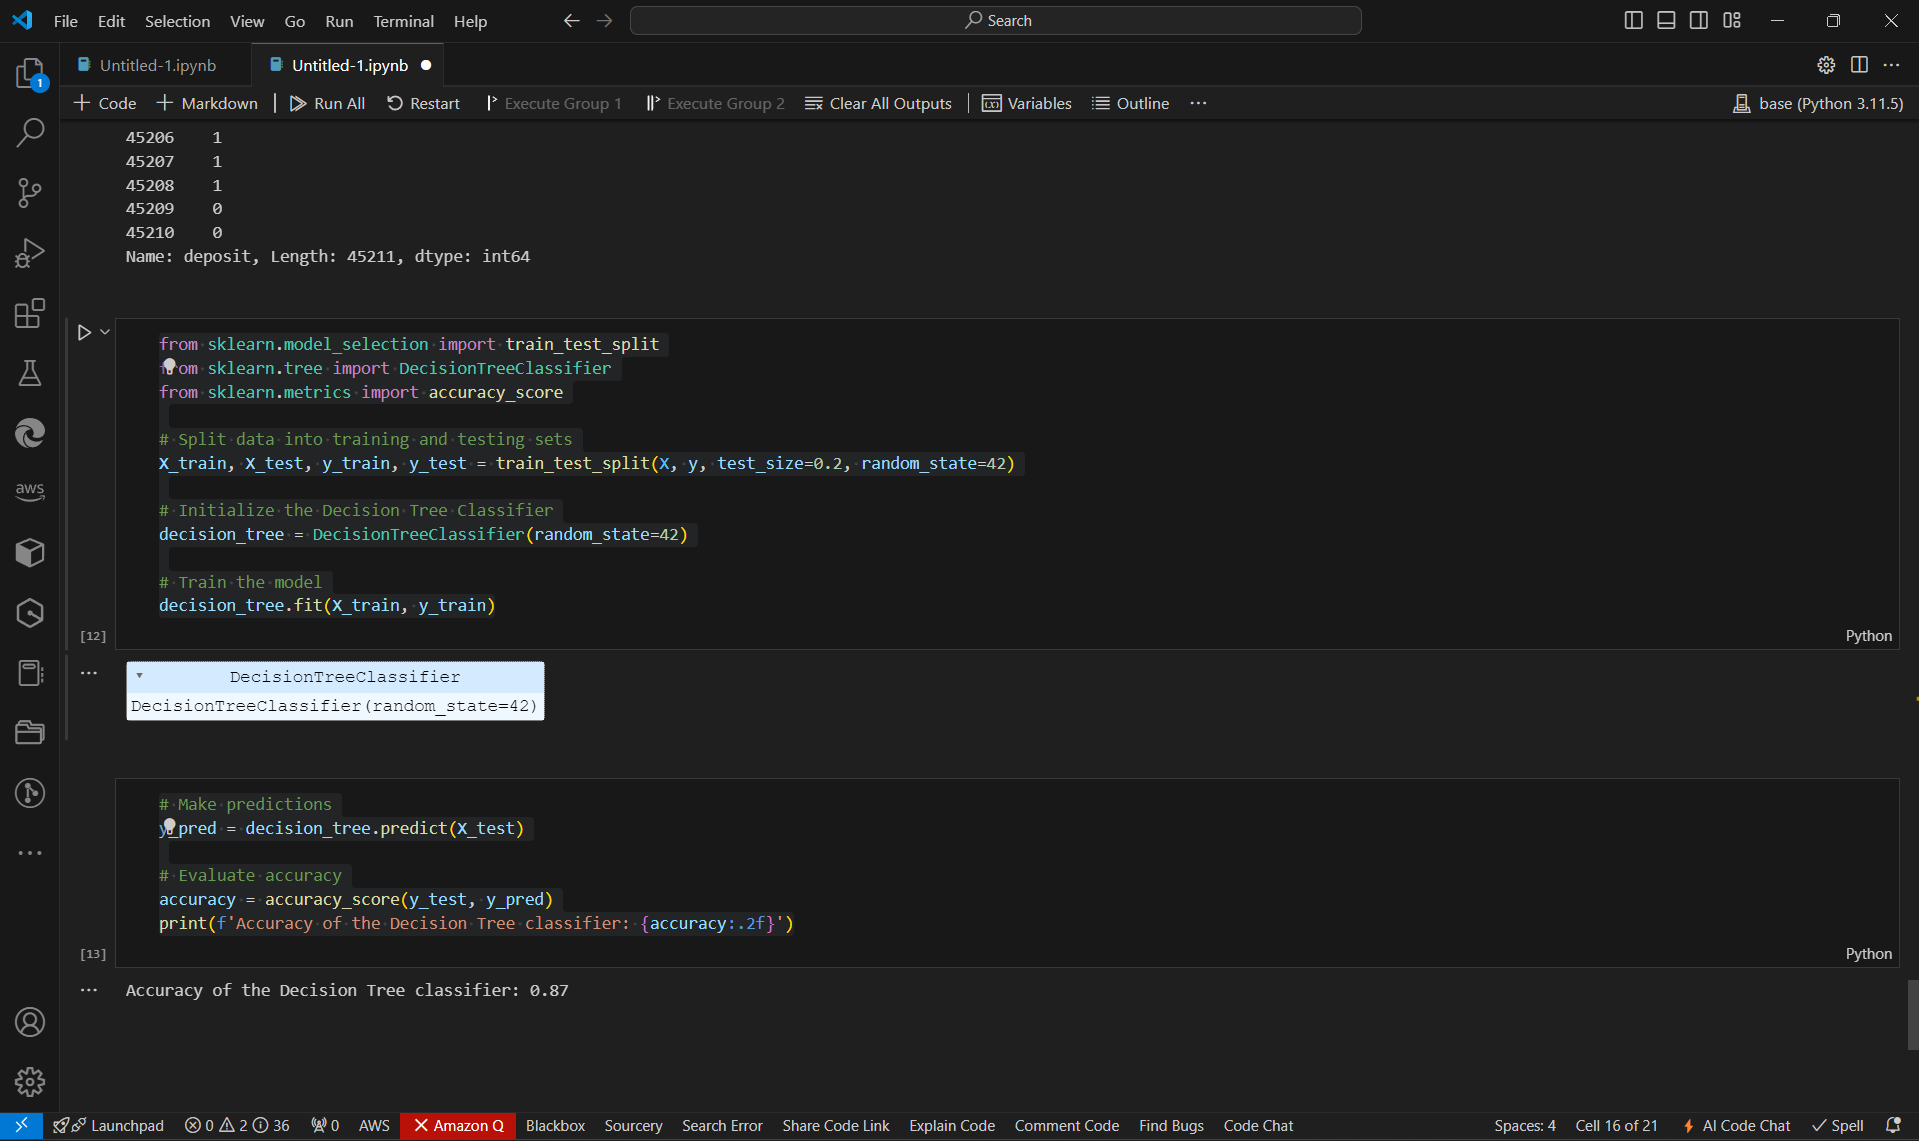 File Edit Selection View Go Run Terminal Help
Search
Untitled-1.ipynb
Untitled-1.ipynb
Code Markdown Run All Restart Execute Group 1 Execute Group 2 Clear All Outputs Variables Outline ...
base (Python 3.11.5)
1
45206 1
45207 1
45208 1
45209 0
45210 0
Name: deposit, Length: 45211, dtype: int64
from sklearn.model_selection import train_test_split
from sklearn.tree import DecisionTreeClassifier
from sklearn.metrics import accuracy_score
# Split data into training and testing sets
X_train, X_test, y_train, y_test = train_test_split(X, y, test_size=0.2, random_state=42)
# Initialize the Decision Tree Classifier
decision_tree = DecisionTreeClassifier(random_state=42)
# Train the model
decision_tree.fit(X_train, y_train)
[12]
Python
DecisionTreeClassifier
DecisionTreeClassifier(random_state=42)
# Make predictions
y_pred = decision_tree.predict(X_test)
# Evaluate accuracy
accuracy = accuracy_score(y_test, y_pred)
print(f'Accuracy of the Decision Tree classifier: {accuracy:.2f}')
[13]
Python
Accuracy of the Decision Tree classifier: 0.87
aws
Launchpad 0 2 36 0 AWS Amazon Q Blackbox Sourcery Search Error Share Code Link Explain Code Comment Code Find Bugs Code Chat
Spaces: 4 Cell 16 of 21 AI Code Chat Spell